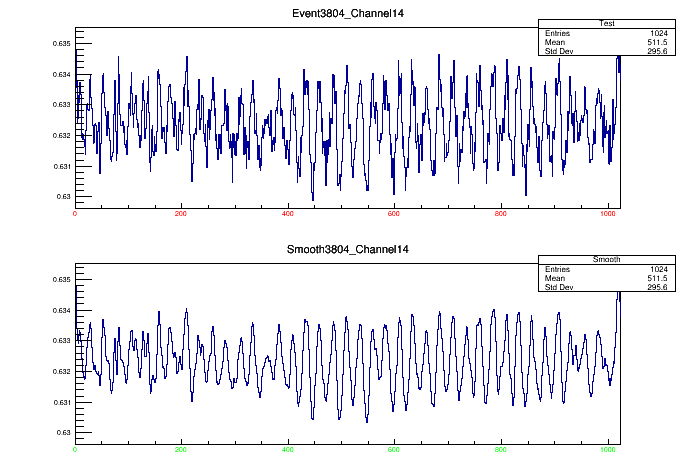 Event3804_Channel14
Test
Entries 1024
Mean 511.5
Std Dev 295.6
0.635
0.634
0.633
0.632
0.631
0.63
0 200 400 600 800 1000
Smooth3804_Channel14
Smooth
Entries 1024
Mean 511.5
Std Dev 295.6
0.635
0.634
0.633
0.632
0.631
0.63
0 200 400 600 800 1000